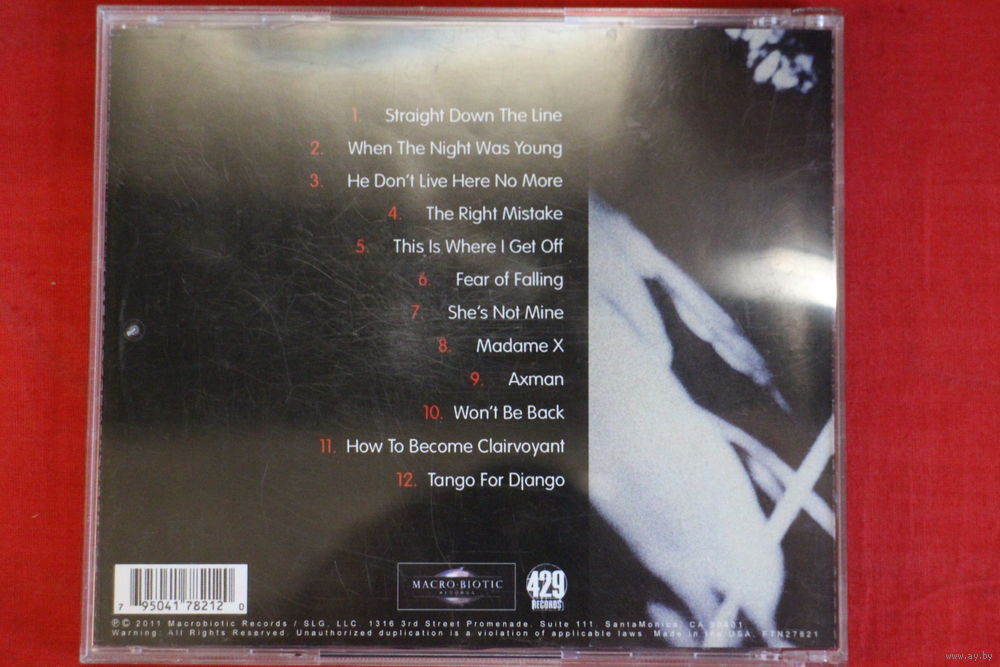 1. Straight Down The Line
2. When The Night Was Young
3. He Don't Live Here No More
4. The Right Mistake
5. This Is Where I Get Off
6. Fear of Falling
7. She's Not Mine
8. Madame X
9. Axman
10. Won't Be Back
11. How To Become Clairvoyant
12. Tango For Django
MACRO-BIOTIC
RECORDS
429
RECORDS
7 95041 78212 0
℗© 2011 Macrobiotic Records / SLG, LLC 1316 3rd Street Promenade. Suite 111. SantaMonica, CA 90401.
Warning: All Rights Reserved. Unauthorized duplication is a violation of applicable laws. Made in the USA. FTN27821
www.ay.by